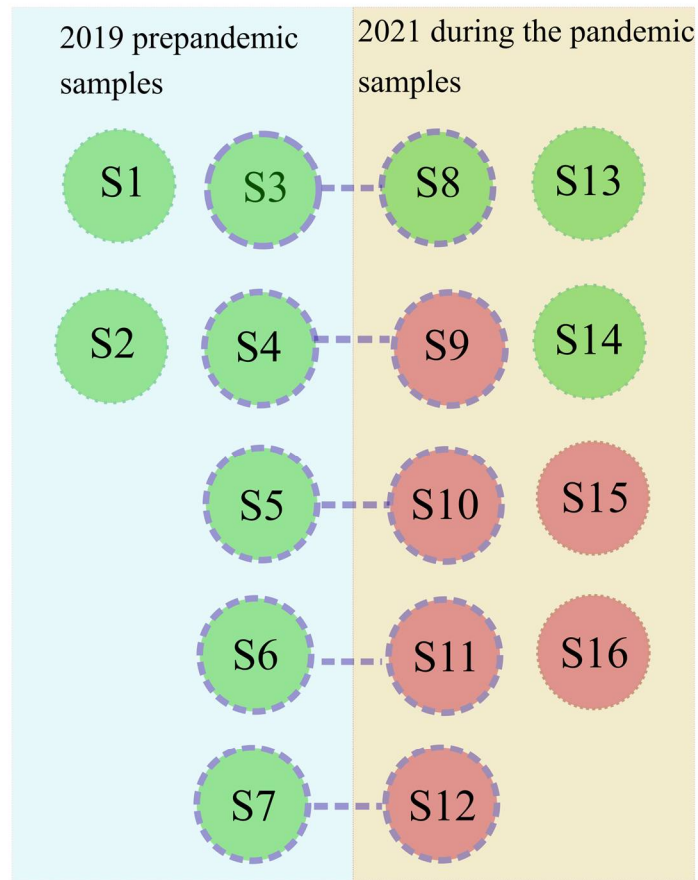 2019 prepandemic
samples
2021 during the pandemic
samples
S1 S3 S8 S13
S2 S4 S9 S14
S5 S10 S15
S6 S11 S16
S7 S12